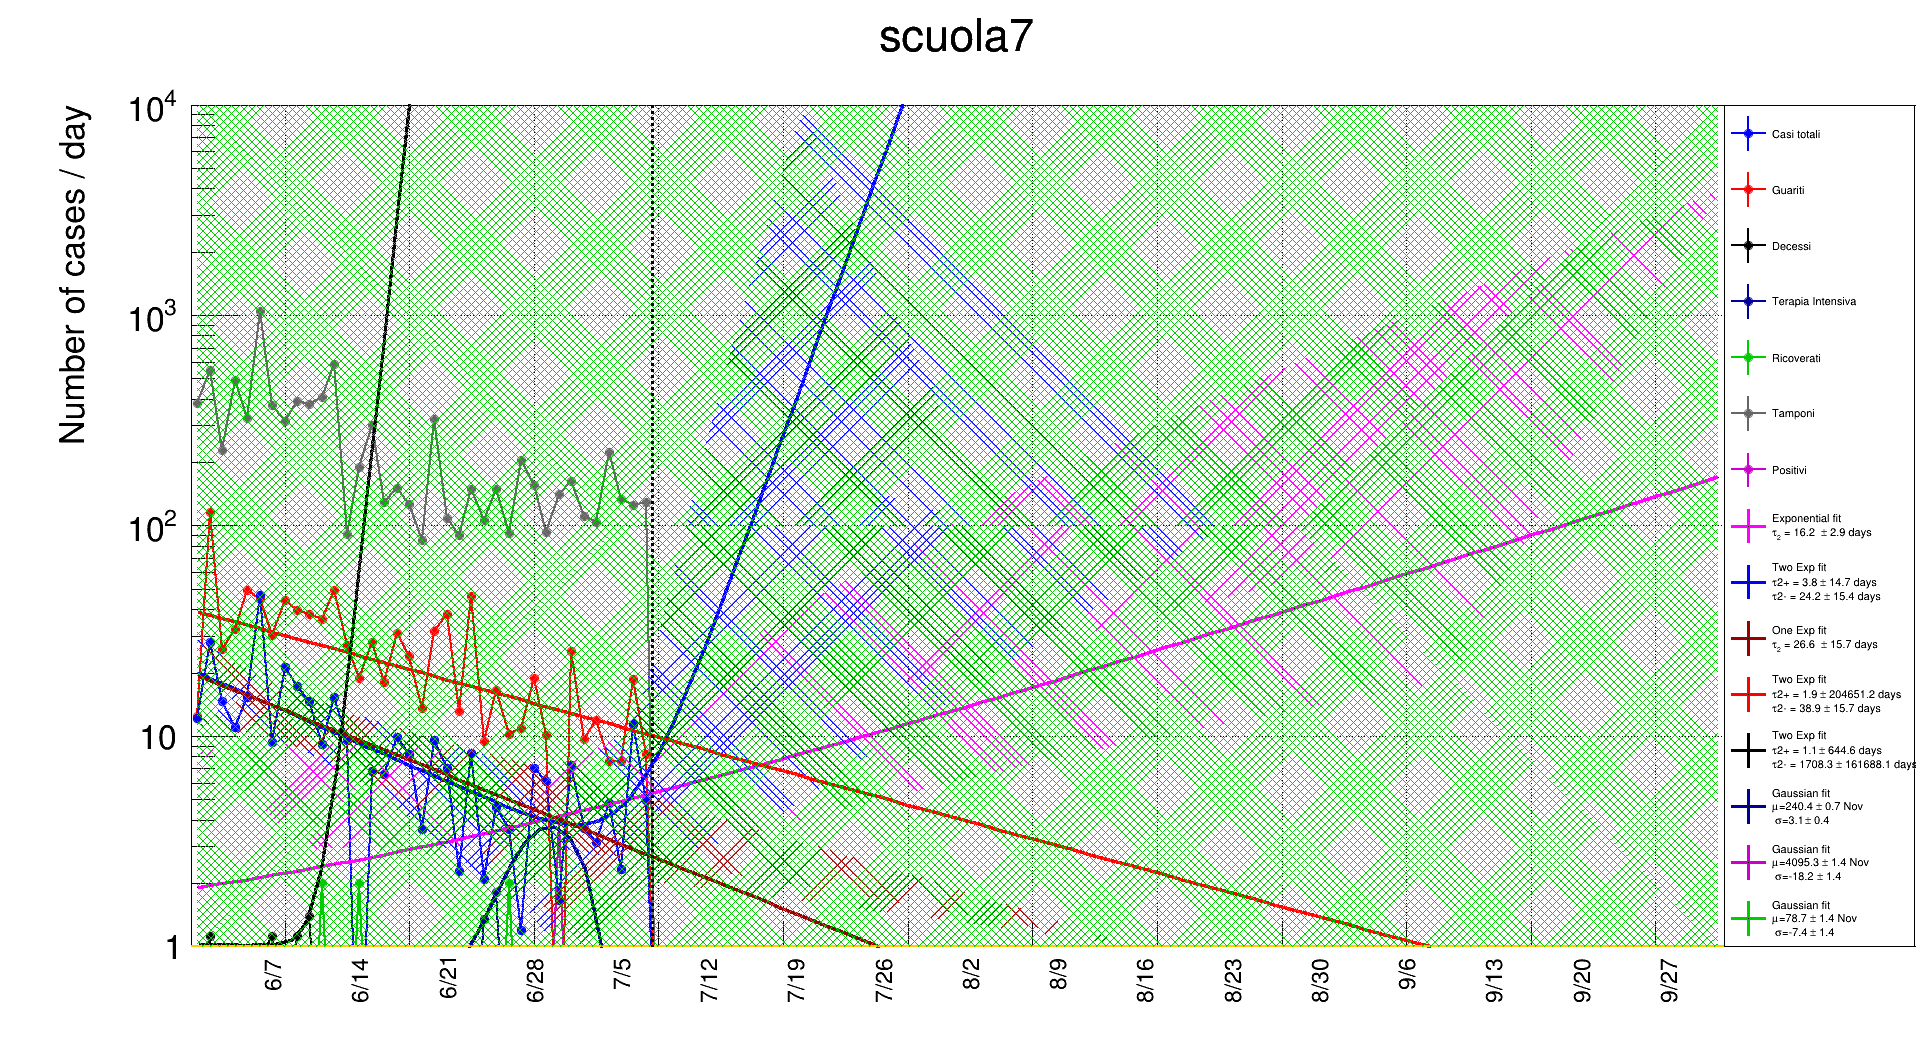 scuola7
Number of cases / day
10^4
10^3
10^2
10
1
6/7
6/14
6/21
6/28
7/5
7/12
7/19
7/26
8/2
8/9
8/16
8/23
8/30
9/6
9/13
9/20
9/27
Casi totali
Guariti
Decessi
Terapia Intensiva
Ricoverati
Tamponi
Positivi
Exponential fit
τ₂ = 16.2 ± 2.9 days
Two Exp fit
τ2+ = 3.8 ± 14.7 days
τ2- = 24.2 ± 15.4 days
One Exp fit
τ₂ = 26.6 ± 15.7 days
Two Exp fit
τ2+ = 1.9 ± 204651.2 days
τ2- = 38.9 ± 15.7 days
Two Exp fit
τ2+ = 1.1 ± 644.6 days
τ2- = 1708.3 ± 161688.1 days
Gaussian fit
μ=240.4 ± 0.7 Nov
σ=3.1 ± 0.4
Gaussian fit
μ=4095.3 ± 1.4 Nov
σ=-18.2 ± 1.4
Gaussian fit
μ=78.7 ± 1.4 Nov
σ=-7.4 ± 1.4